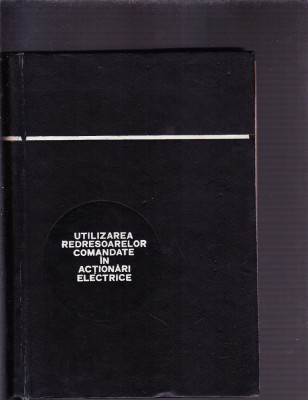 UTILIZAREA
REDRESOARELOR
COMANDATE
ÎN
ACȚIONĂRI
ELECTRICE